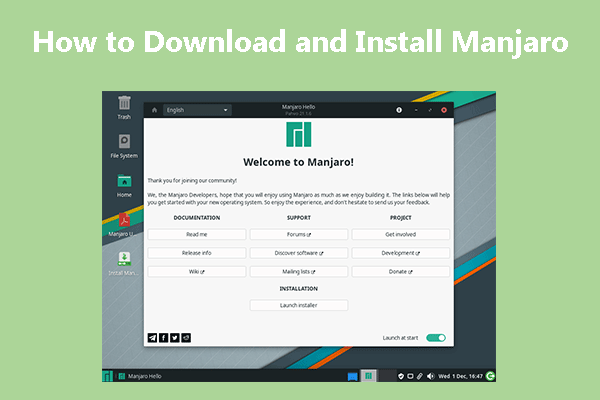 How to Download and Install Manjaro
Trash
File System
Home
Manjaro U...
Install Man...
English
Manjaro Hello
Pahvo 21.1.6
Welcome to Manjaro!
Thank you for joining our community!
We, the Manjaro Developers, hope that you will enjoy using Manjaro as much as we enjoy building it. The links below will help
you get started with your new operating system. So enjoy the experience, and don't hesitate to send us your feedback.
DOCUMENTATION SUPPORT PROJECT
Read me Forums Get involved
Release info Discover software Development
Wiki Mailing lists Donate
INSTALLATION
Launch installer
Launch at start
Manjaro Hello
Wed 1 Dec, 16:47